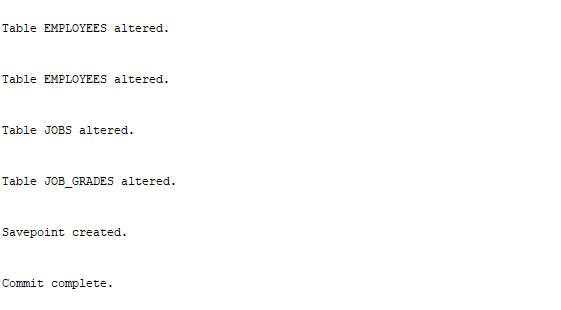 Table EMPLOYEES altered.
Table EMPLOYEES altered.
Table JOBS altered.
Table JOB_GRADES altered.
Savepoint created.
Commit complete.